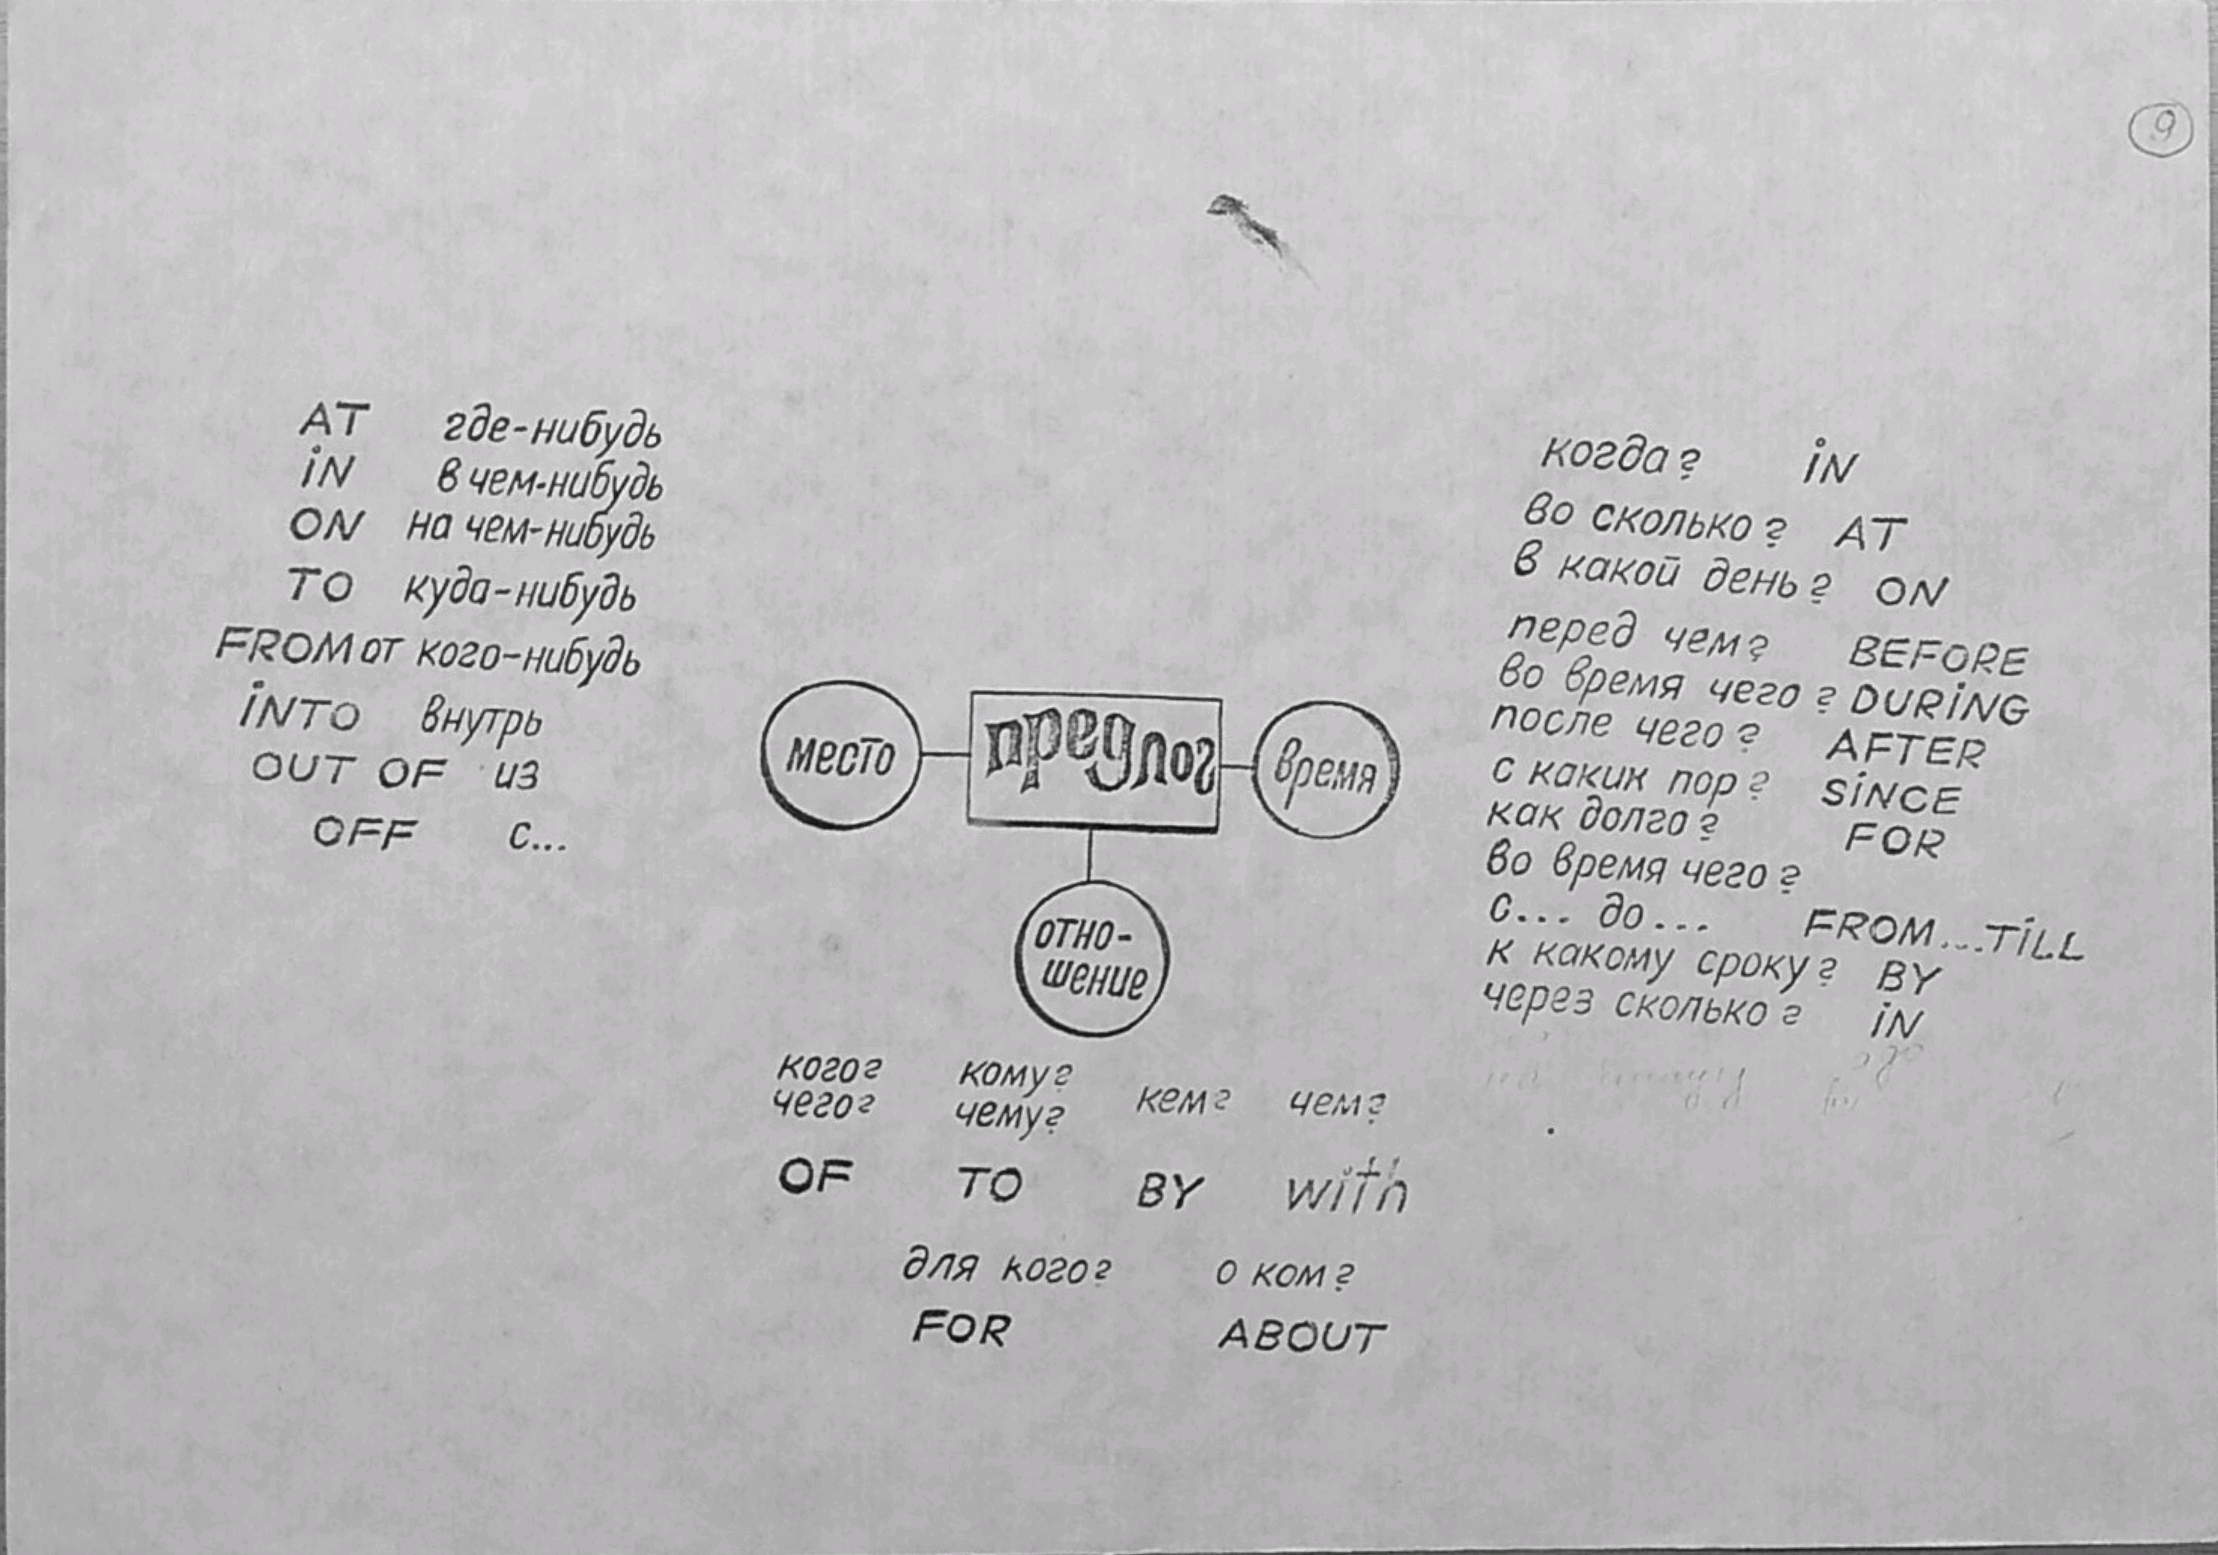 9
AT где-нибудь
iN в чем-нибудь
ON на чем-нибудь
TO куда-нибудь
FROM от кого-нибудь
iNTO внутрь
OUT OF из
OFF с...
место
предлог
время
отно-
шение
когда? iN
во сколько? AT
в какой день? ON
перед чем? BEFORE
во время чего? DURiNG
после чего? AFTER
с каких пор? SiNCE
как долго? FOR
во время чего?
с... до... FROM...TiLL
к какому сроку? BY
через сколько? iN
кого? кому? кем? чем?
чего? чему?
OF TO BY with
для кого? о ком?
FOR ABOUT